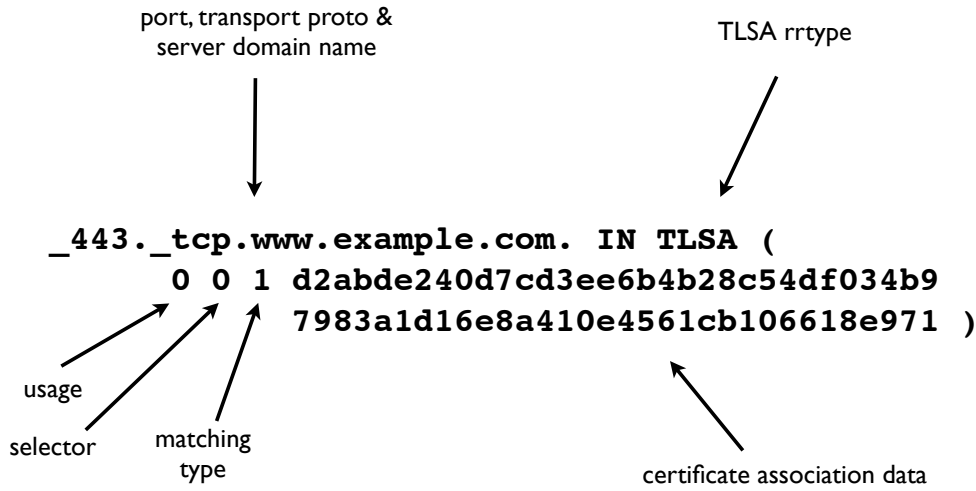 port, transport proto &
server domain name
TLSA rrtype
_443._tcp.www.example.com. IN TLSA (
0 0 1 d2abde240d7cd3ee6b4b28c54df034b9
7983a1d16e8a410e4561cb106618e971 )
usage
selector
matching
type
certificate association data